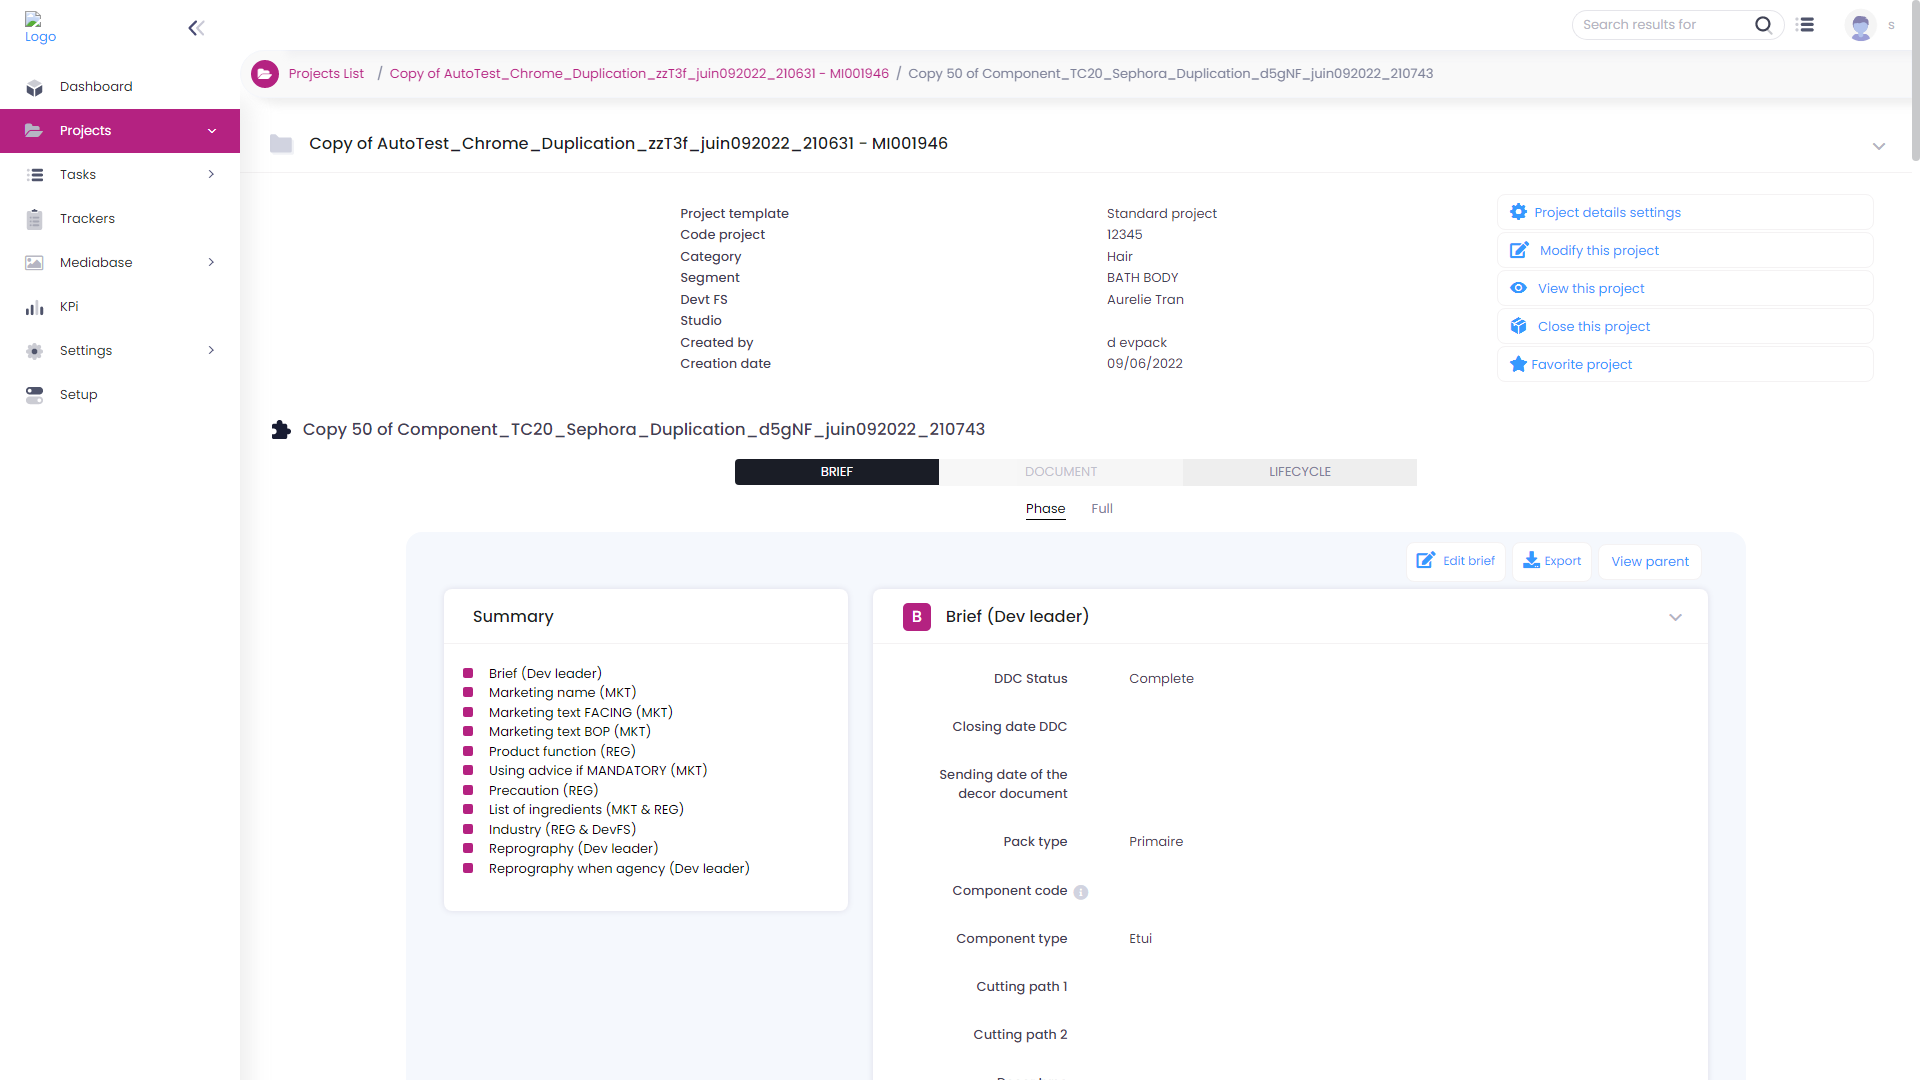 Logo
Search results for
s
Dashboard
Projects
Tasks
Trackers
Mediabase
KPi
Settings
Setup
Projects List / Copy of AutoTest_Chrome_Duplication_zzT3f_juin092022_210631 - MI001946 / Copy 50 of Component_TC20_Sephora_Duplication_d5gNF_juin092022_210743
Copy of AutoTest_Chrome_Duplication_zzT3f_juin092022_210631 - MI001946
Project template Standard project
Code project 12345
Category Hair
Segment BATH BODY
Devt FS Aurelie Tran
Studio
Created by d evpack
Creation date 09/06/2022
Project details settings
Modify this project
View this project
Close this project
Favorite project
Copy 50 of Component_TC20_Sephora_Duplication_d5gNF_juin092022_210743
BRIEF DOCUMENT LIFECYCLE
Phase Full
Edit brief Export View parent
Summary
Brief (Dev leader)
Marketing name (MKT)
Marketing text FACING (MKT)
Marketing text BOP (MKT)
Product function (REG)
Using advice if MANDATORY (MKT)
Precaution (REG)
List of ingredients (MKT & REG)
Industry (REG & DevFS)
Reprography (Dev leader)
Reprography when agency (Dev leader)
B Brief (Dev leader)
DDC Status Complete
Closing date DDC
Sending date of the
decor document
Pack type Primaire
Component code
Component type Etui
Cutting path 1
Cutting path 2